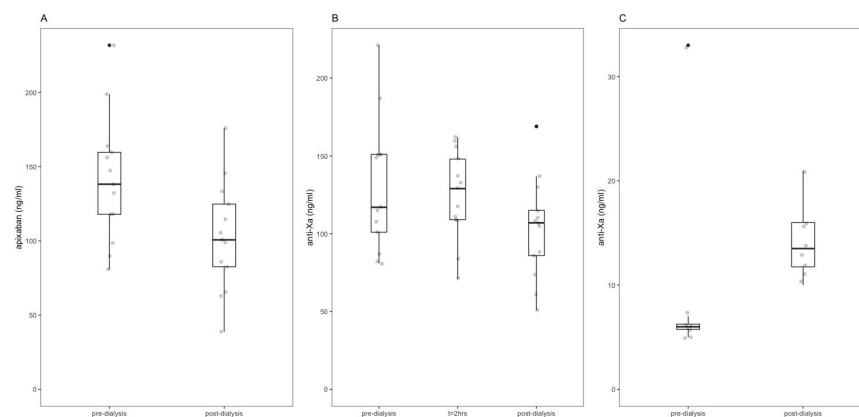 A
apixaban (ng/ml)
200
150
100
50
0
pre-dialysis
post-dialysis
B
anti-Xa (ng/ml)
200
150
100
50
0
pre-dialysis
t=2hrs
post-dialysis
C
anti-Xa (ng/ml)
30
20
10
0
pre-dialysis
post-dialysis